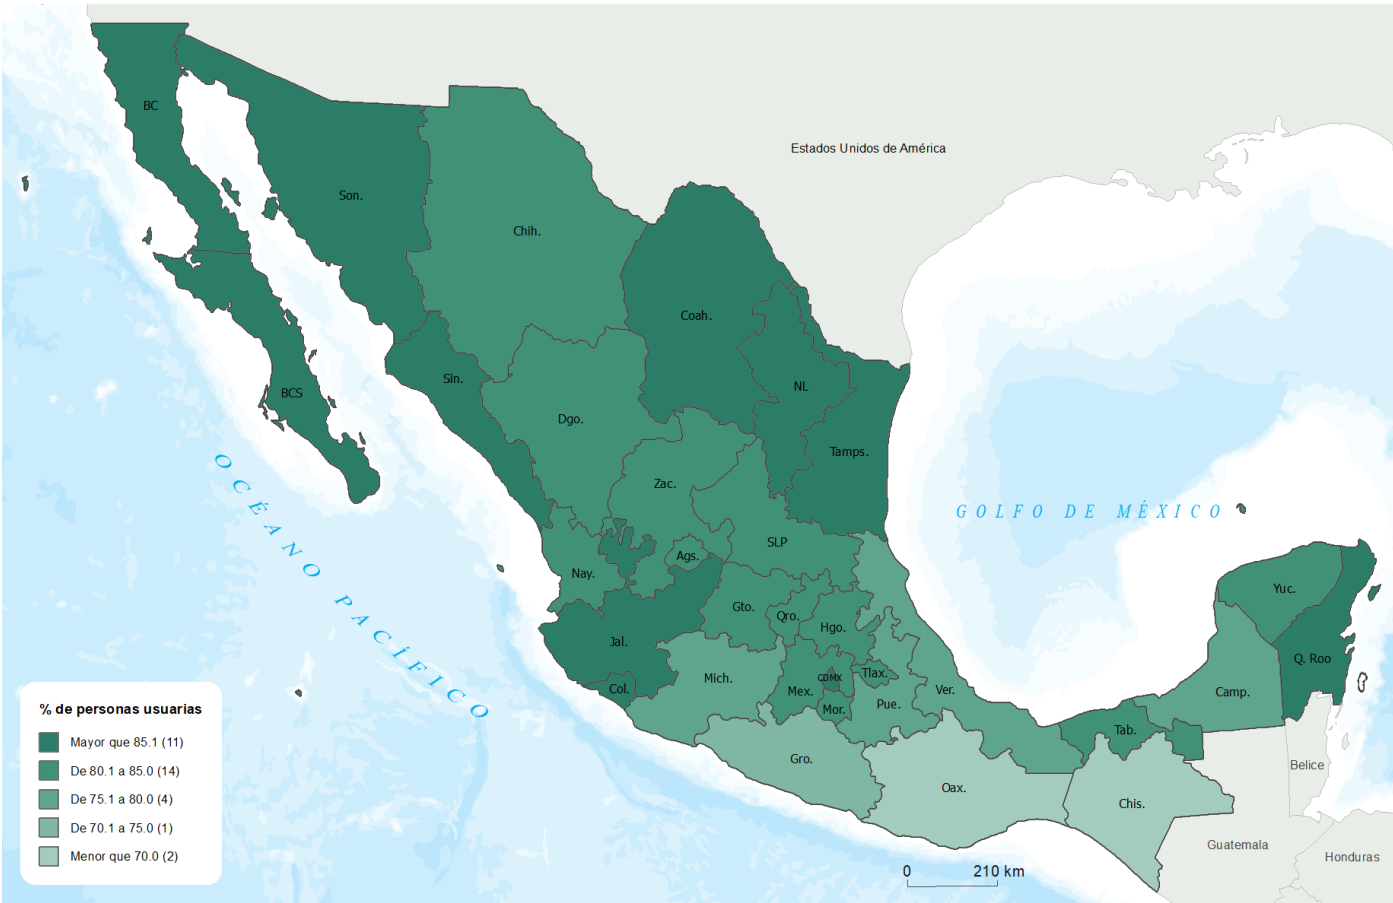 BC
Estados Unidos de América
Son.
Chih.
Coah.
Sin.
NL
BCS
Dgo.
Tamps.
Zac.
OCÉANO PACÍFICO
GOLFO DE MÉXICO
SLP
Ags.
Nay.
Yuc.
Gto.
Qro.
Hgo.
Jal.
Q. Roo
Mich.
CDMX
Tlax.
Col.
Mex.
Ver.
Camp.
Mor.
Pue.
Tab.
Gro.
Belice
Oax.
Chis.
Guatemala
Honduras
% de personas usuarias
Mayor que 85.1 (11)
De 80.1 a 85.0 (14)
De 75.1 a 80.0 (4)
De 70.1 a 75.0 (1)
Menor que 70.0 (2)
0 210 km